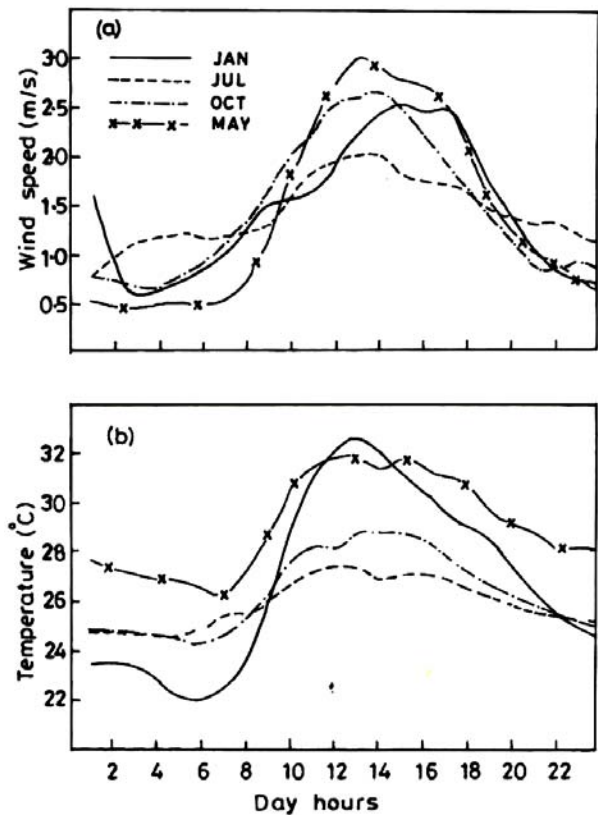 (a)
JAN
JUL
OCT
MAY
Wind speed (m/s)
3·0
2·5
2·0
1·5
1·0
0·5
(b)
Temperature (°C)
32
30
28
26
24
22
2 4 6 8 10 12 14 16 18 20 22
Day hours